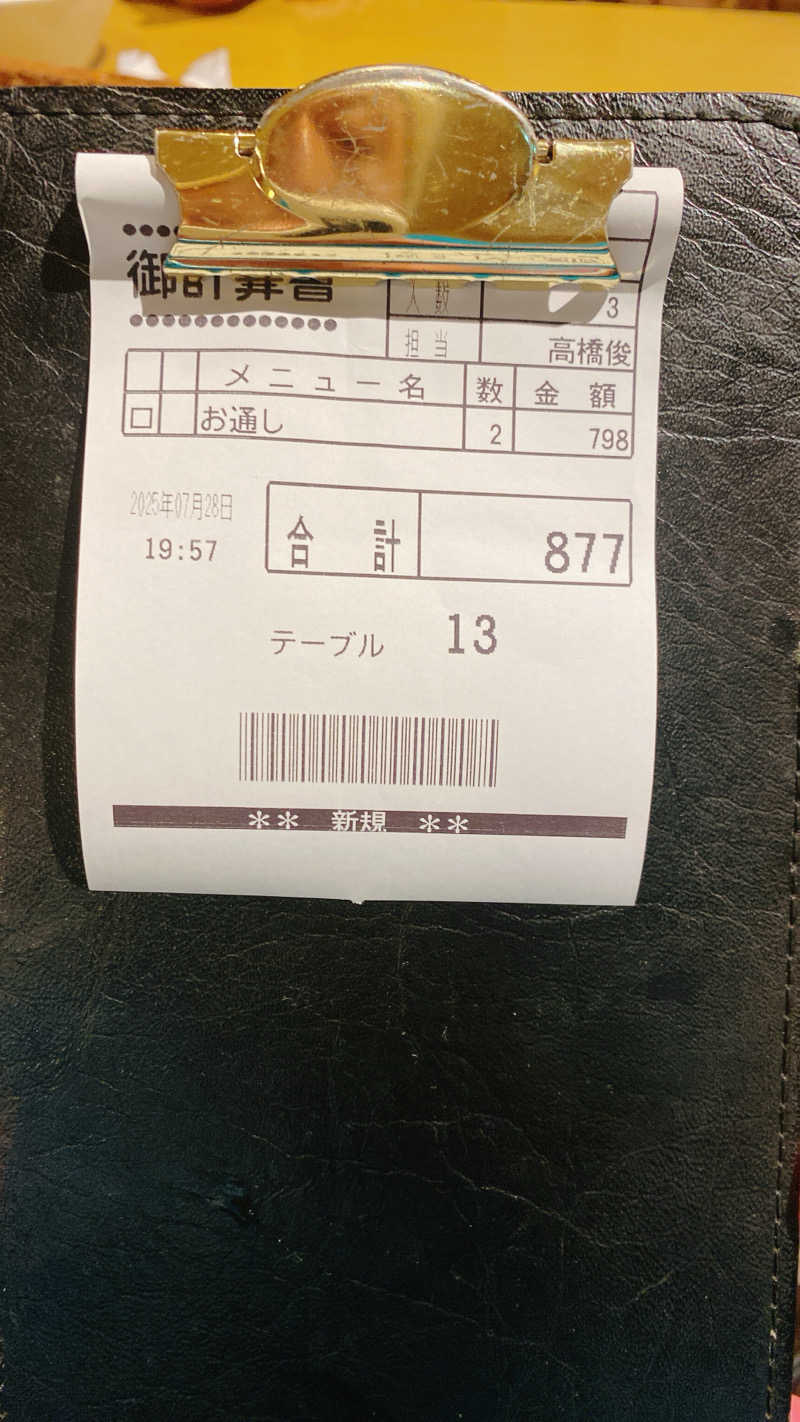 御計算書
人数 3
担当 高橋俊
メニュー名 数 金額
お通し 2 798
2025年07月28日
合計 877
19:57
テーブル 13
** 新規 **